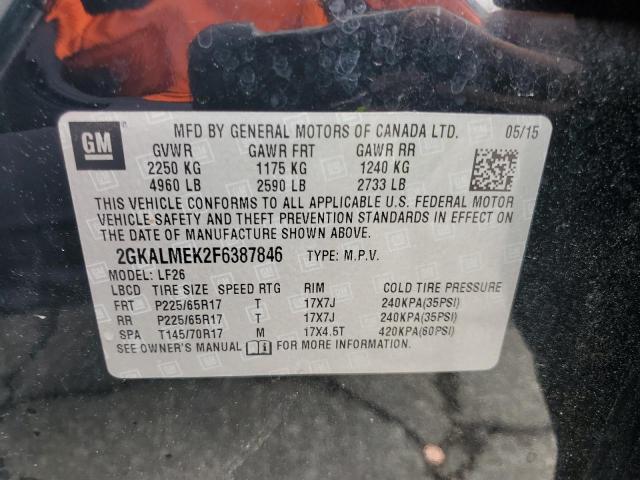 GM
MFD BY GENERAL MOTORS OF CANADA LTD. 05/15
GVWR GAWR FRT GAWR RR
2250 KG 1175 KG 1240 KG
4960 LB 2590 LB 2733 LB
THIS VEHICLE CONFORMS TO ALL APPLICABLE U.S. FEDERAL MOTOR
VEHICLE SAFETY AND THEFT PREVENTION STANDARDS IN EFFECT ON
THE DATE OF MANUFACTURE SHOWN ABOVE.
2GKALMEK2F6387846 TYPE: M.P.V.
MODEL: LF26
LBCD TIRE SIZE SPEED RTG RIM COLD TIRE PRESSURE
FRT P225/65R17 T 17X7J 240KPA(35PSI)
RR P225/65R17 T 17X7J 240KPA(35PSI)
SPA T145/70R17 M 17X4.5T 420KPA(60PSI)
SEE OWNER'S MANUAL FOR MORE INFORMATION.